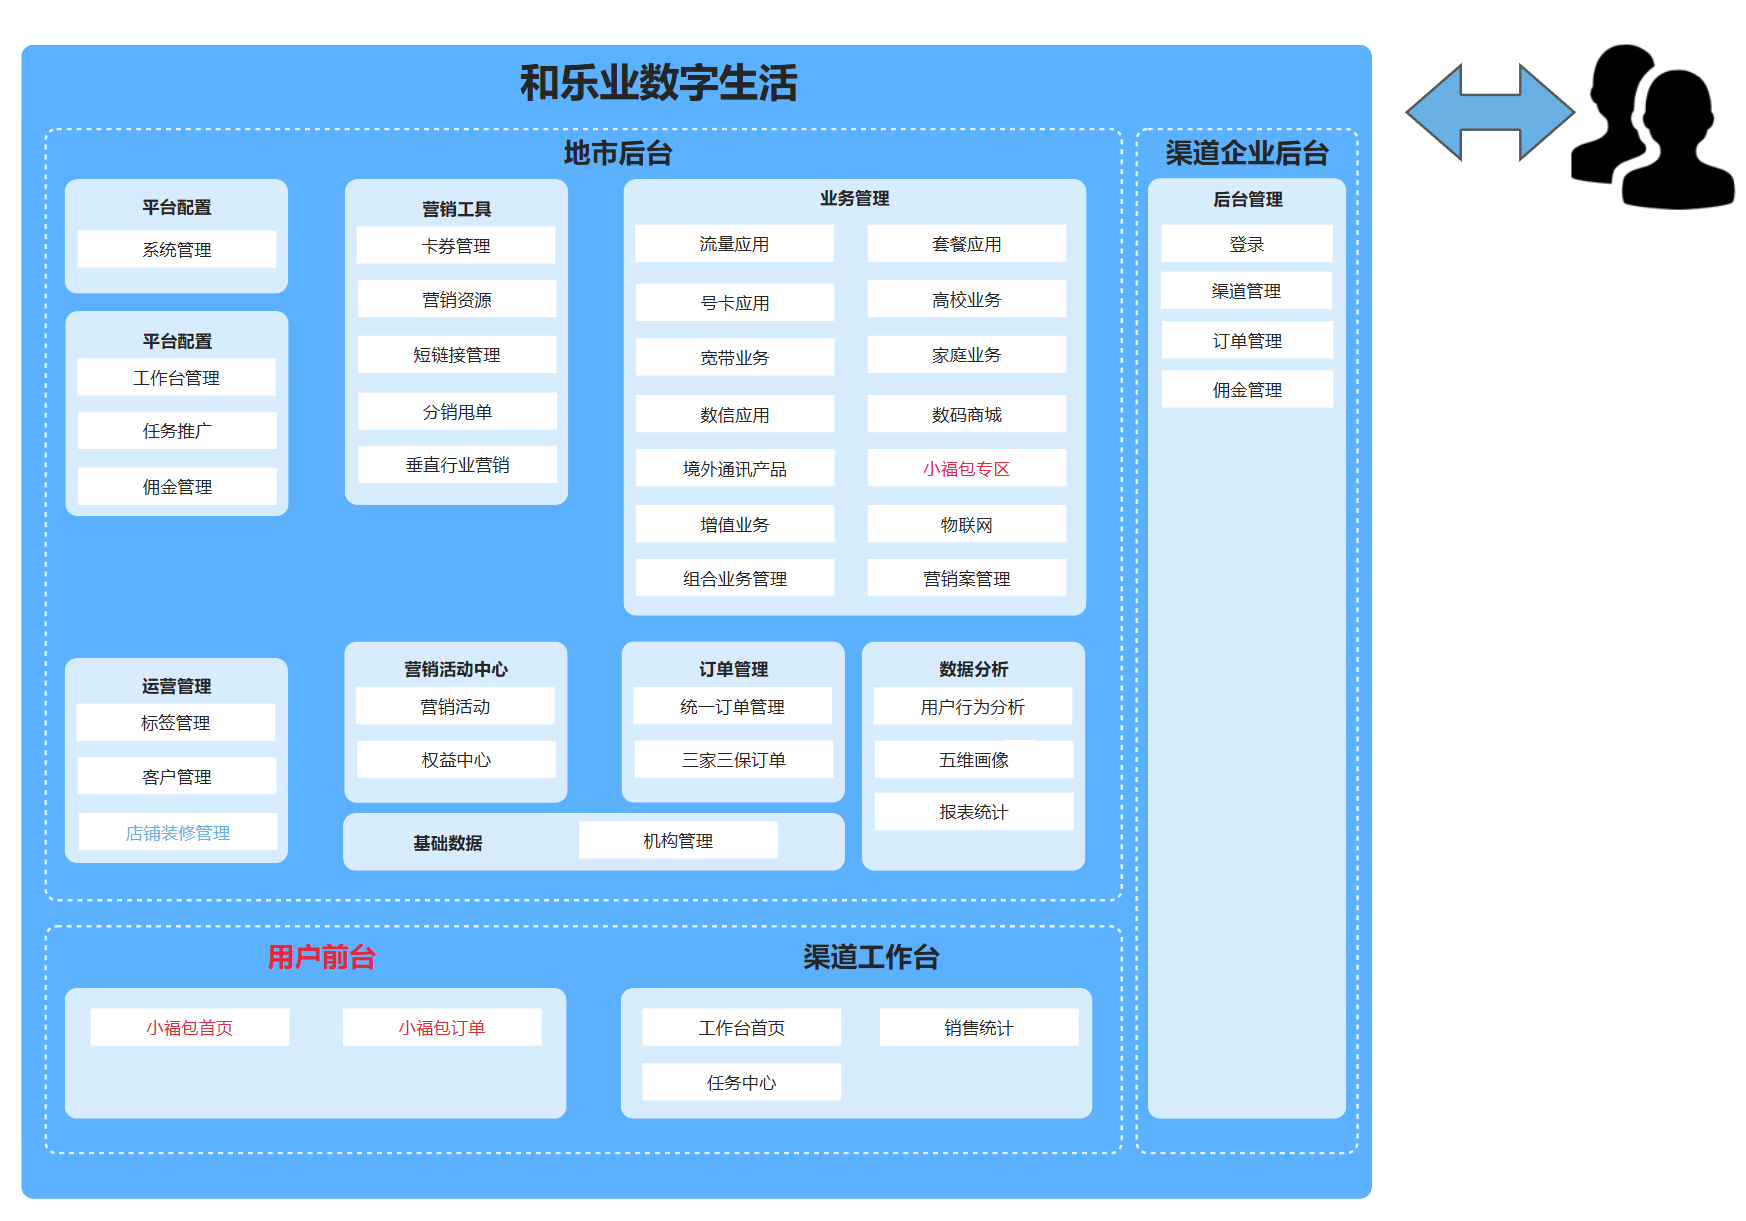 和乐业数字生活
地市后台
平台配置
系统管理
平台配置
工作台管理
任务推广
佣金管理
营销工具
卡券管理
营销资源
短链接管理
分销甩单
垂直行业营销
业务管理
流量应用
套餐应用
号卡应用
高校业务
宽带业务
家庭业务
数信应用
数码商城
境外通讯产品
小福包专区
增值业务
物联网
组合业务管理
营销案管理
运营管理
标签管理
客户管理
店铺装修管理
营销活动中心
营销活动
权益中心
订单管理
统一订单管理
三家三保订单
数据分析
用户行为分析
五维画像
报表统计
基础数据
机构管理
渠道企业后台
后台管理
登录
渠道管理
订单管理
佣金管理
用户前台
小福包首页
小福包订单
渠道工作台
工作台首页
销售统计
任务中心